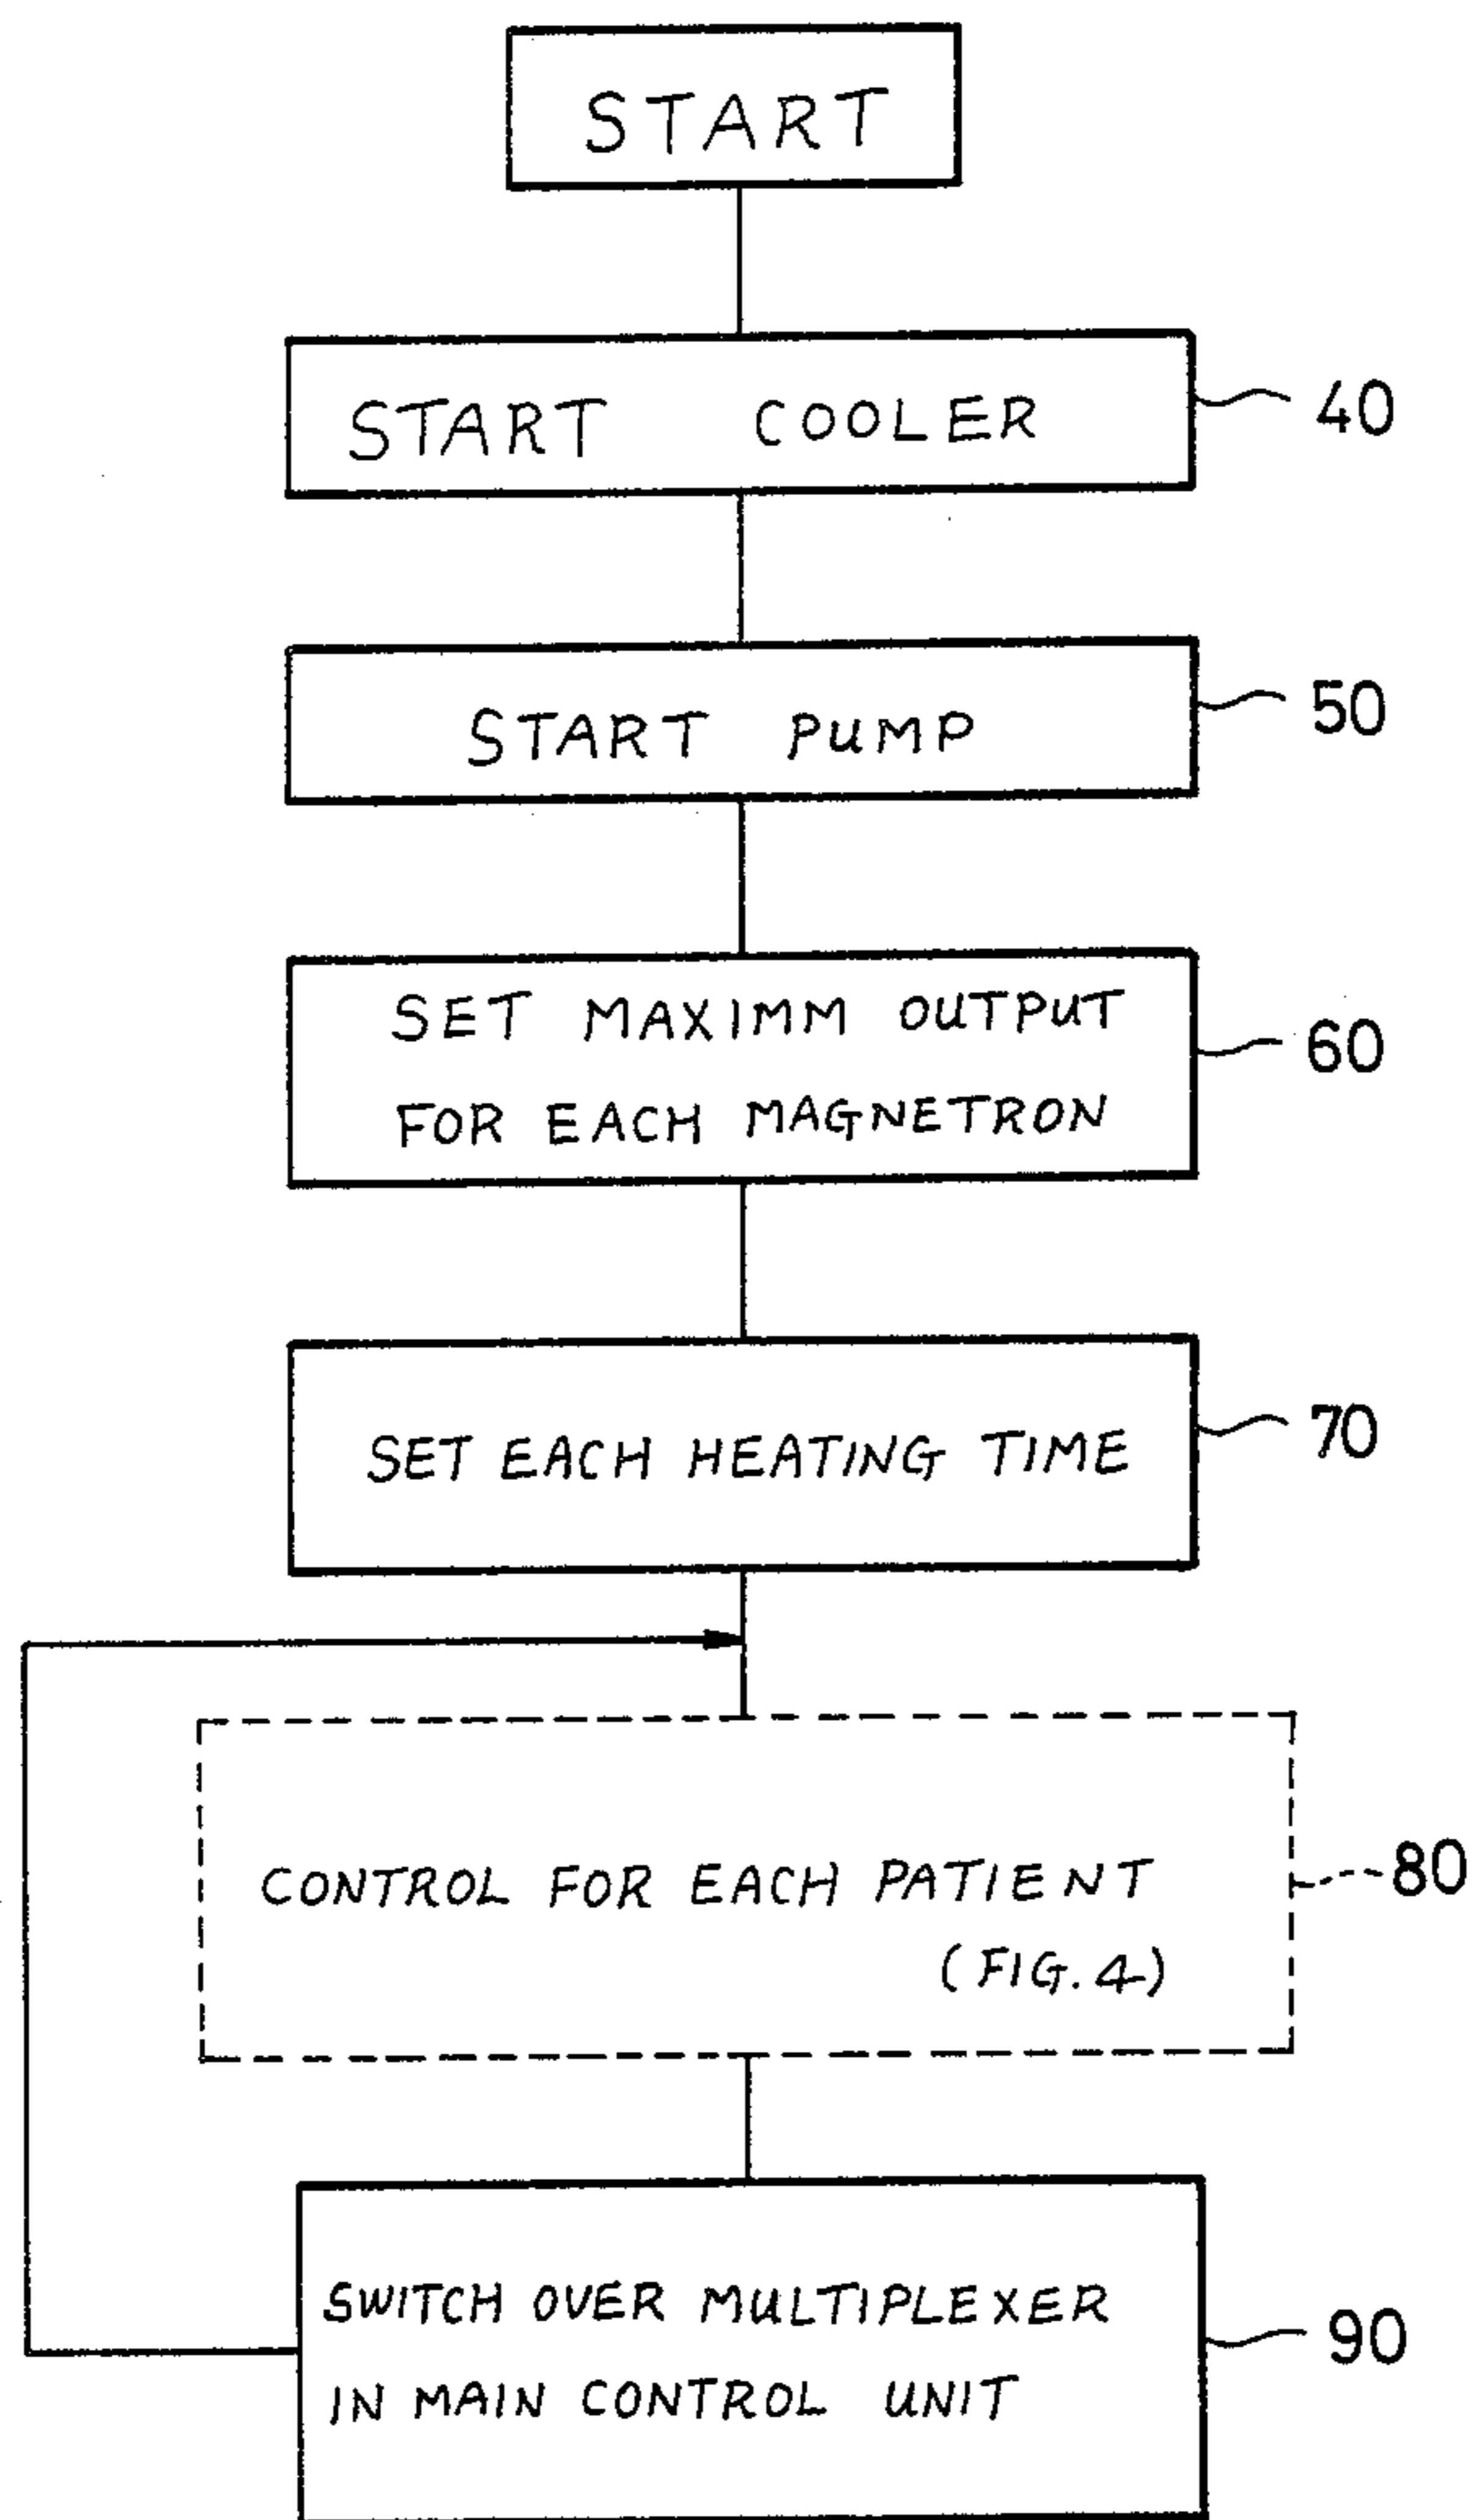 START
START COOLER
40
START PUMP
50
SET MAXIMM OUTPUT
FOR EACH MAGNETRON
60
SET EACH HEATING TIME
70
CONTROL FOR EACH PATIENT
(FIG. 4)
80
SWITCH OVER MULTIPLEXER
IN MAIN CONTROL UNIT
90